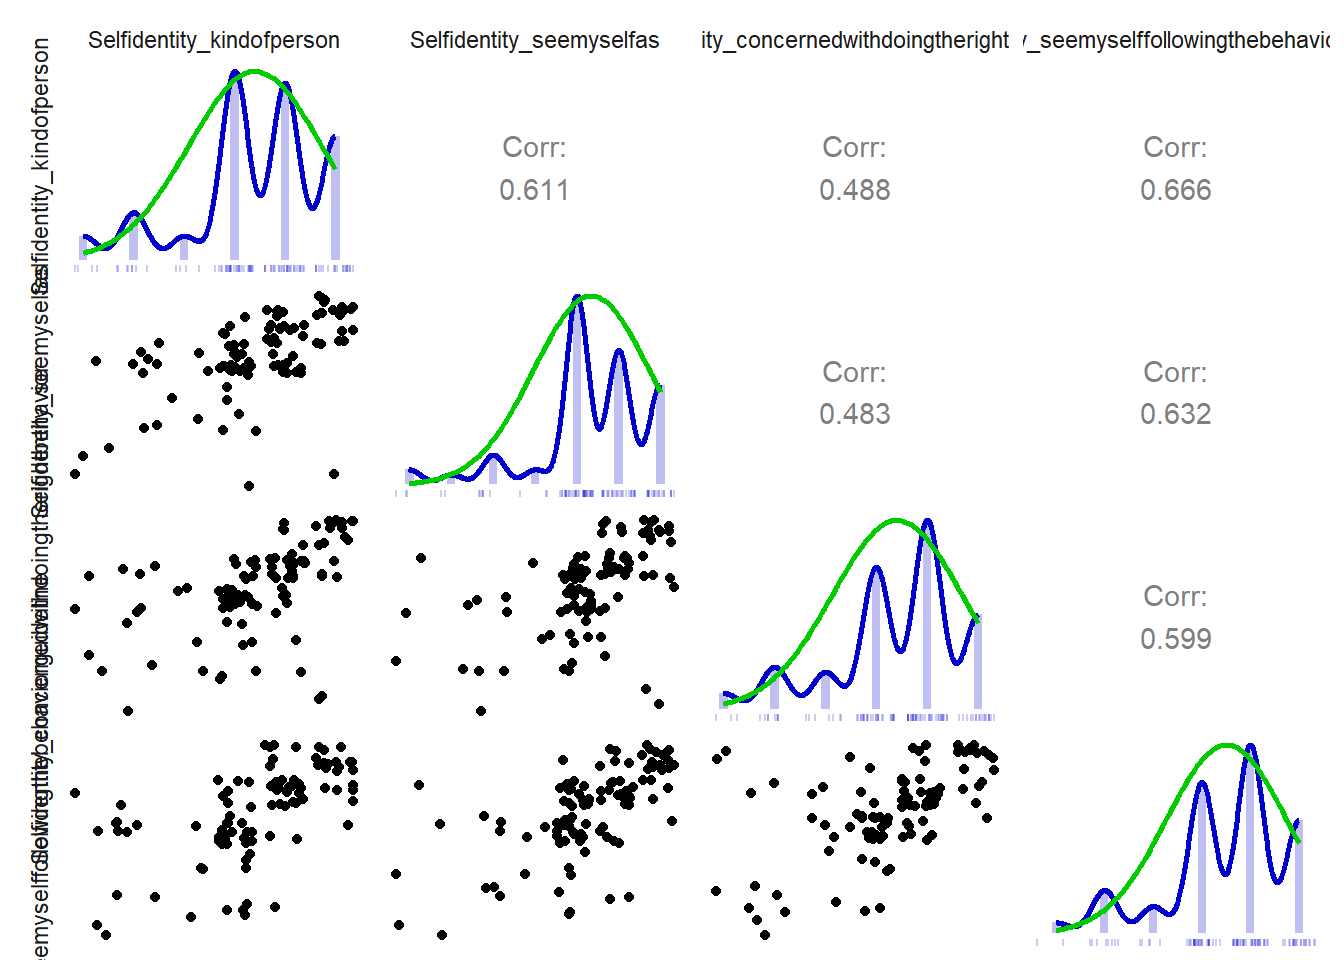 Selfidentity_kindofperson
Selfidentity_seemyselfas
ity_concernedwithdoingtheright
y_seemyselffollowingthebehavio
Selfidentity_kindofperson
Corr:
0.611
Corr:
0.488
Corr:
0.666
Corr:
0.483
Corr:
0.632
Corr:
0.599